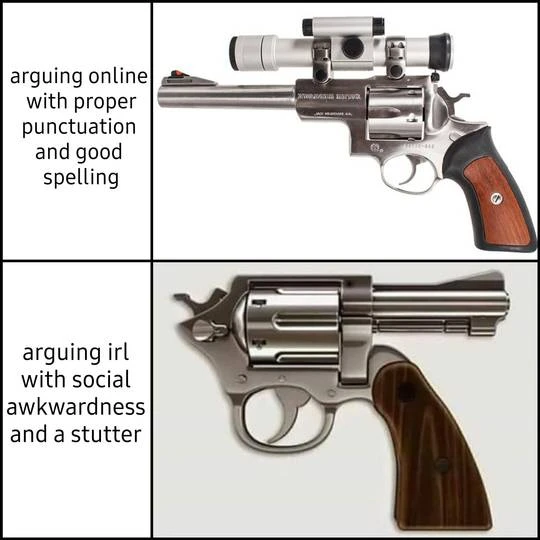 arguing online
with proper
punctuation
and good
spelling
arguing irl
with social
awkwardness
and a stutter